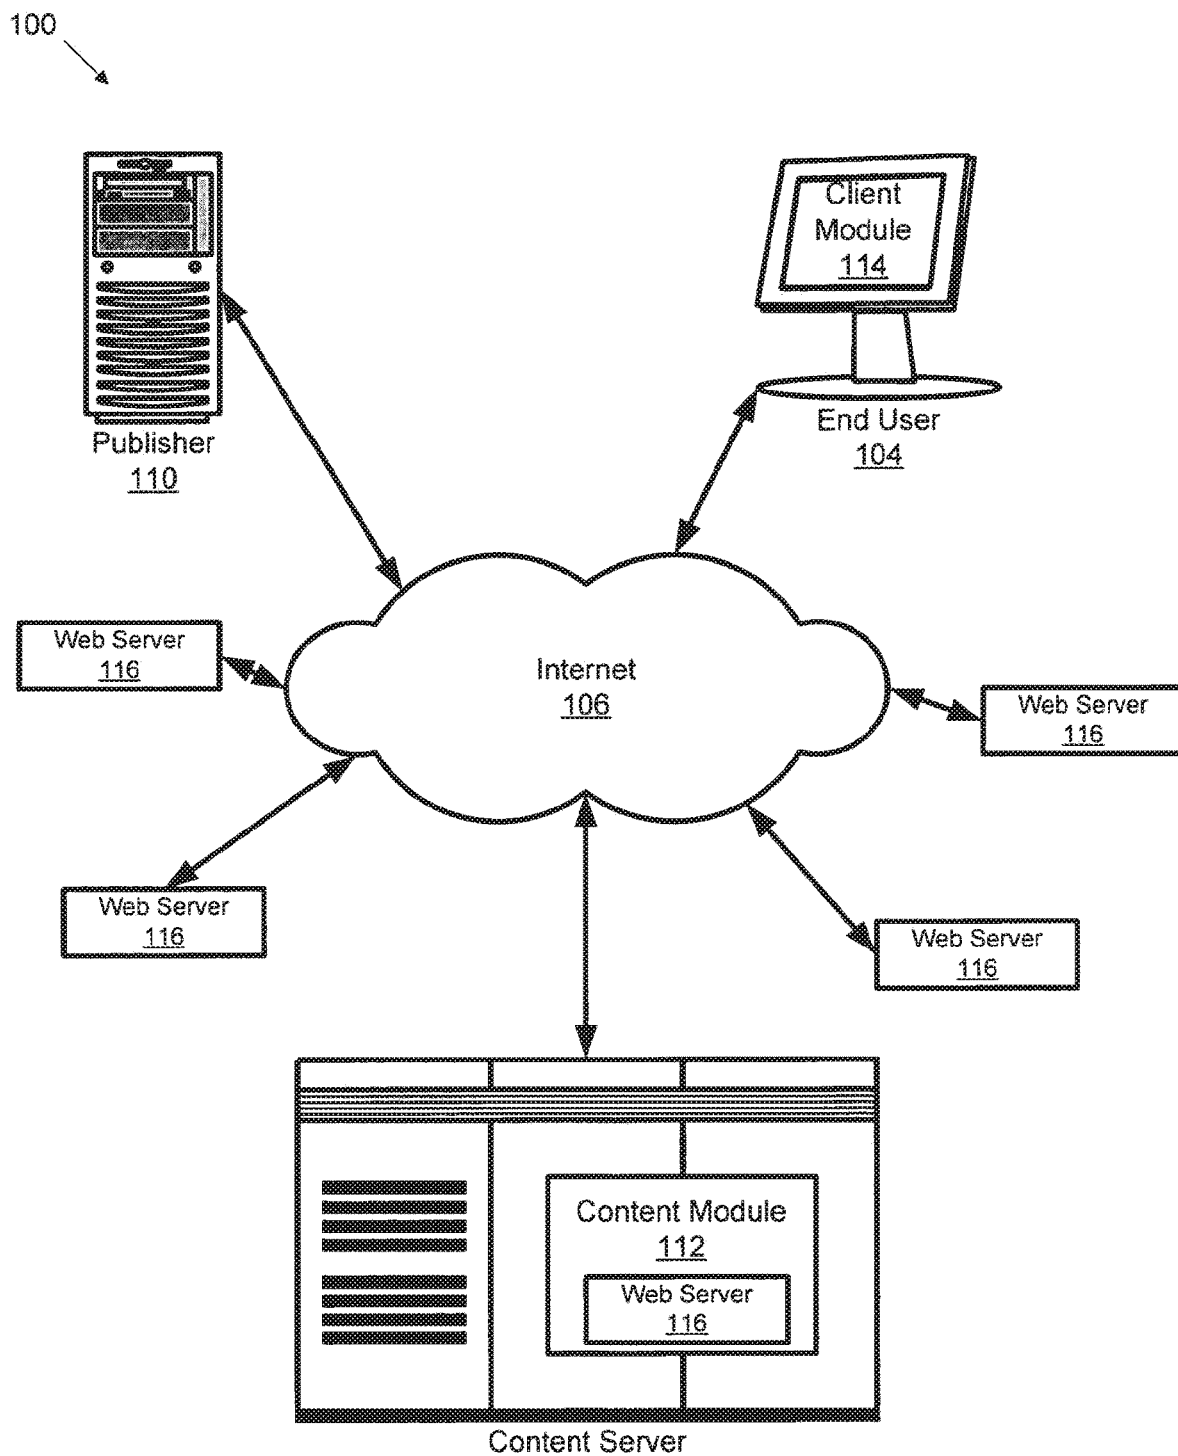 100
Client
Module
114
Publisher
110
End User
104
Web Server
116
Internet
106
Web Server
116
Web Server
116
Web Server
116
Content Module
112
Web Server
116
Content Server